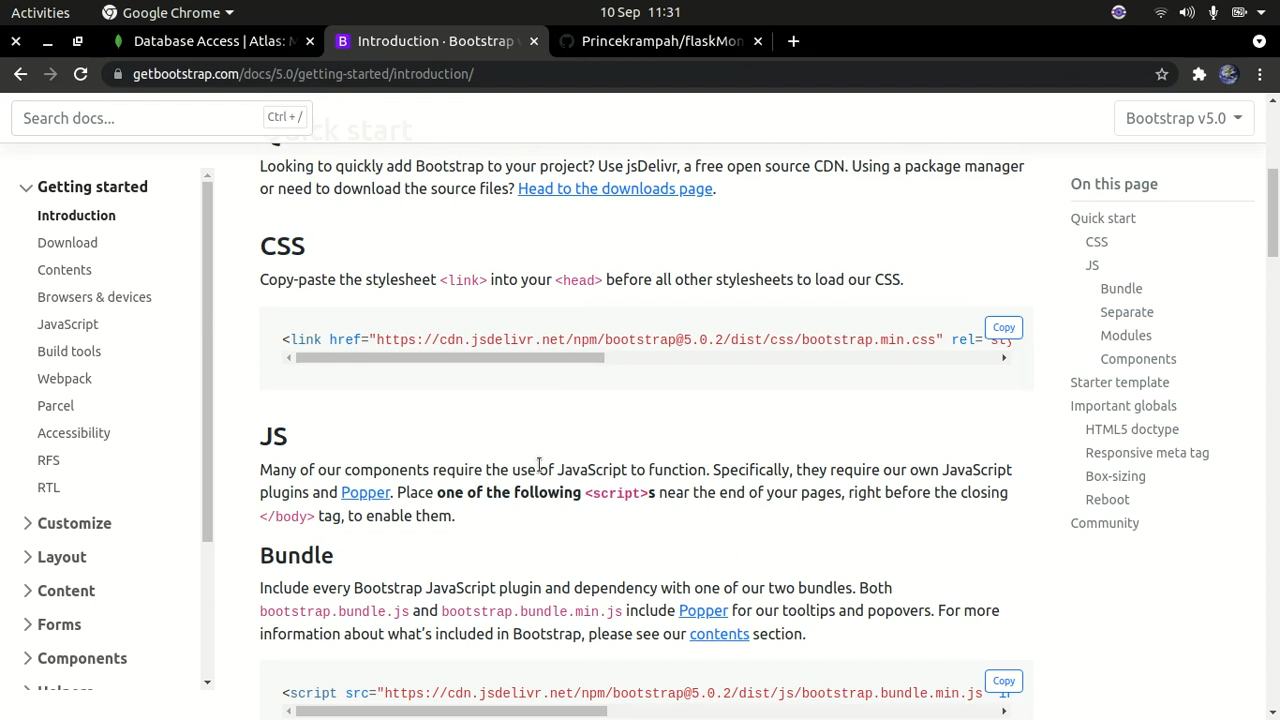 Activities
Google Chrome
10 Sep 11:31
Database Access | Atlas: M
Introduction · Bootstrap v
Princekrampah/flaskMon
getbootstrap.com/docs/5.0/getting-started/introduction/
Search docs...
Ctrl + /
Quick start
Bootstrap v5.0
Getting started
Introduction
Download
Contents
Browsers & devices
JavaScript
Build tools
Webpack
Parcel
Accessibility
RFS
RTL
Customize
Layout
Content
Forms
Components
Looking to quickly add Bootstrap to your project? Use jsDelivr, a free open source CDN. Using a package manager
or need to download the source files? Head to the downloads page.
CSS
Copy-paste the stylesheet <link> into your <head> before all other stylesheets to load our CSS.
Copy
<link href="https://cdn.jsdelivr.net/npm/bootstrap@5.0.2/dist/css/bootstrap.min.css" rel="sty
JS
Many of our components require the use of JavaScript to function. Specifically, they require our own JavaScript
plugins and Popper. Place one of the following <script>s near the end of your pages, right before the closing
</body> tag, to enable them.
Bundle
Include every Bootstrap JavaScript plugin and dependency with one of our two bundles. Both
bootstrap.bundle.js and bootstrap.bundle.min.js include Popper for our tooltips and popovers. For more
information about what's included in Bootstrap, please see our contents section.
Copy
<script src="https://cdn.jsdelivr.net/npm/bootstrap@5.0.2/dist/js/bootstrap.bundle.min.js"
On this page
Quick start
CSS
JS
Bundle
Separate
Modules
Components
Starter template
Important globals
HTML5 doctype
Responsive meta tag
Box-sizing
Reboot
Community